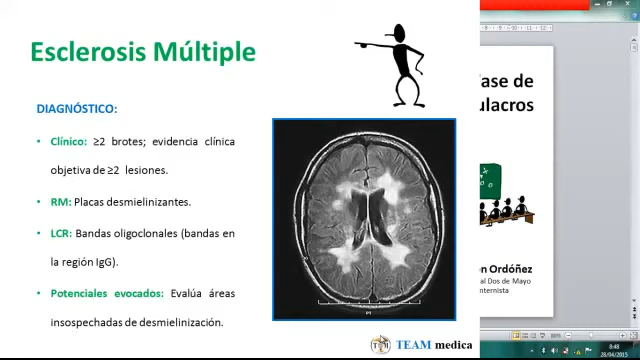 Esclerosis Múltiple
DIAGNÓSTICO:
• Clínico: ≥2 brotes; evidencia clínica
objetiva de ≥2 lesiones.
• RM: Placas desmielinizantes.
• LCR: Bandas oligoclonales (bandas en
la región IgG).
• Potenciales evocados: Evalúa áreas
insospechadas de desmielinización.
TEAM medica
ase de
ulacros
n Ordóñez
al Dos de Mayo
nternista
8:48
28/04/2015